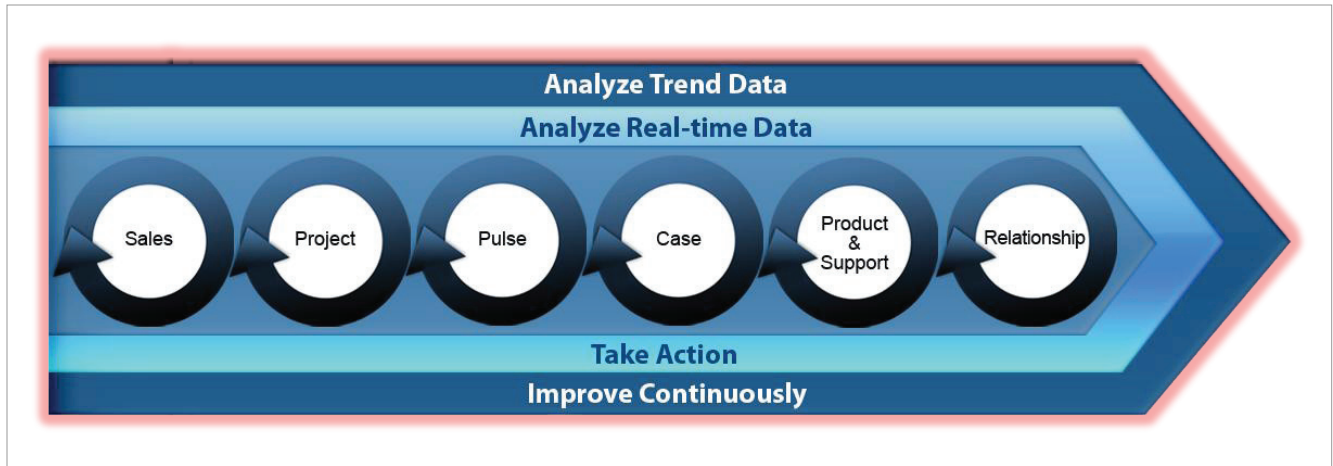 Analyze Trend Data
Analyze Real-time Data
Sales
Project
Pulse
Case
Product
&
Support
Relationship
Take Action
Improve Continuously